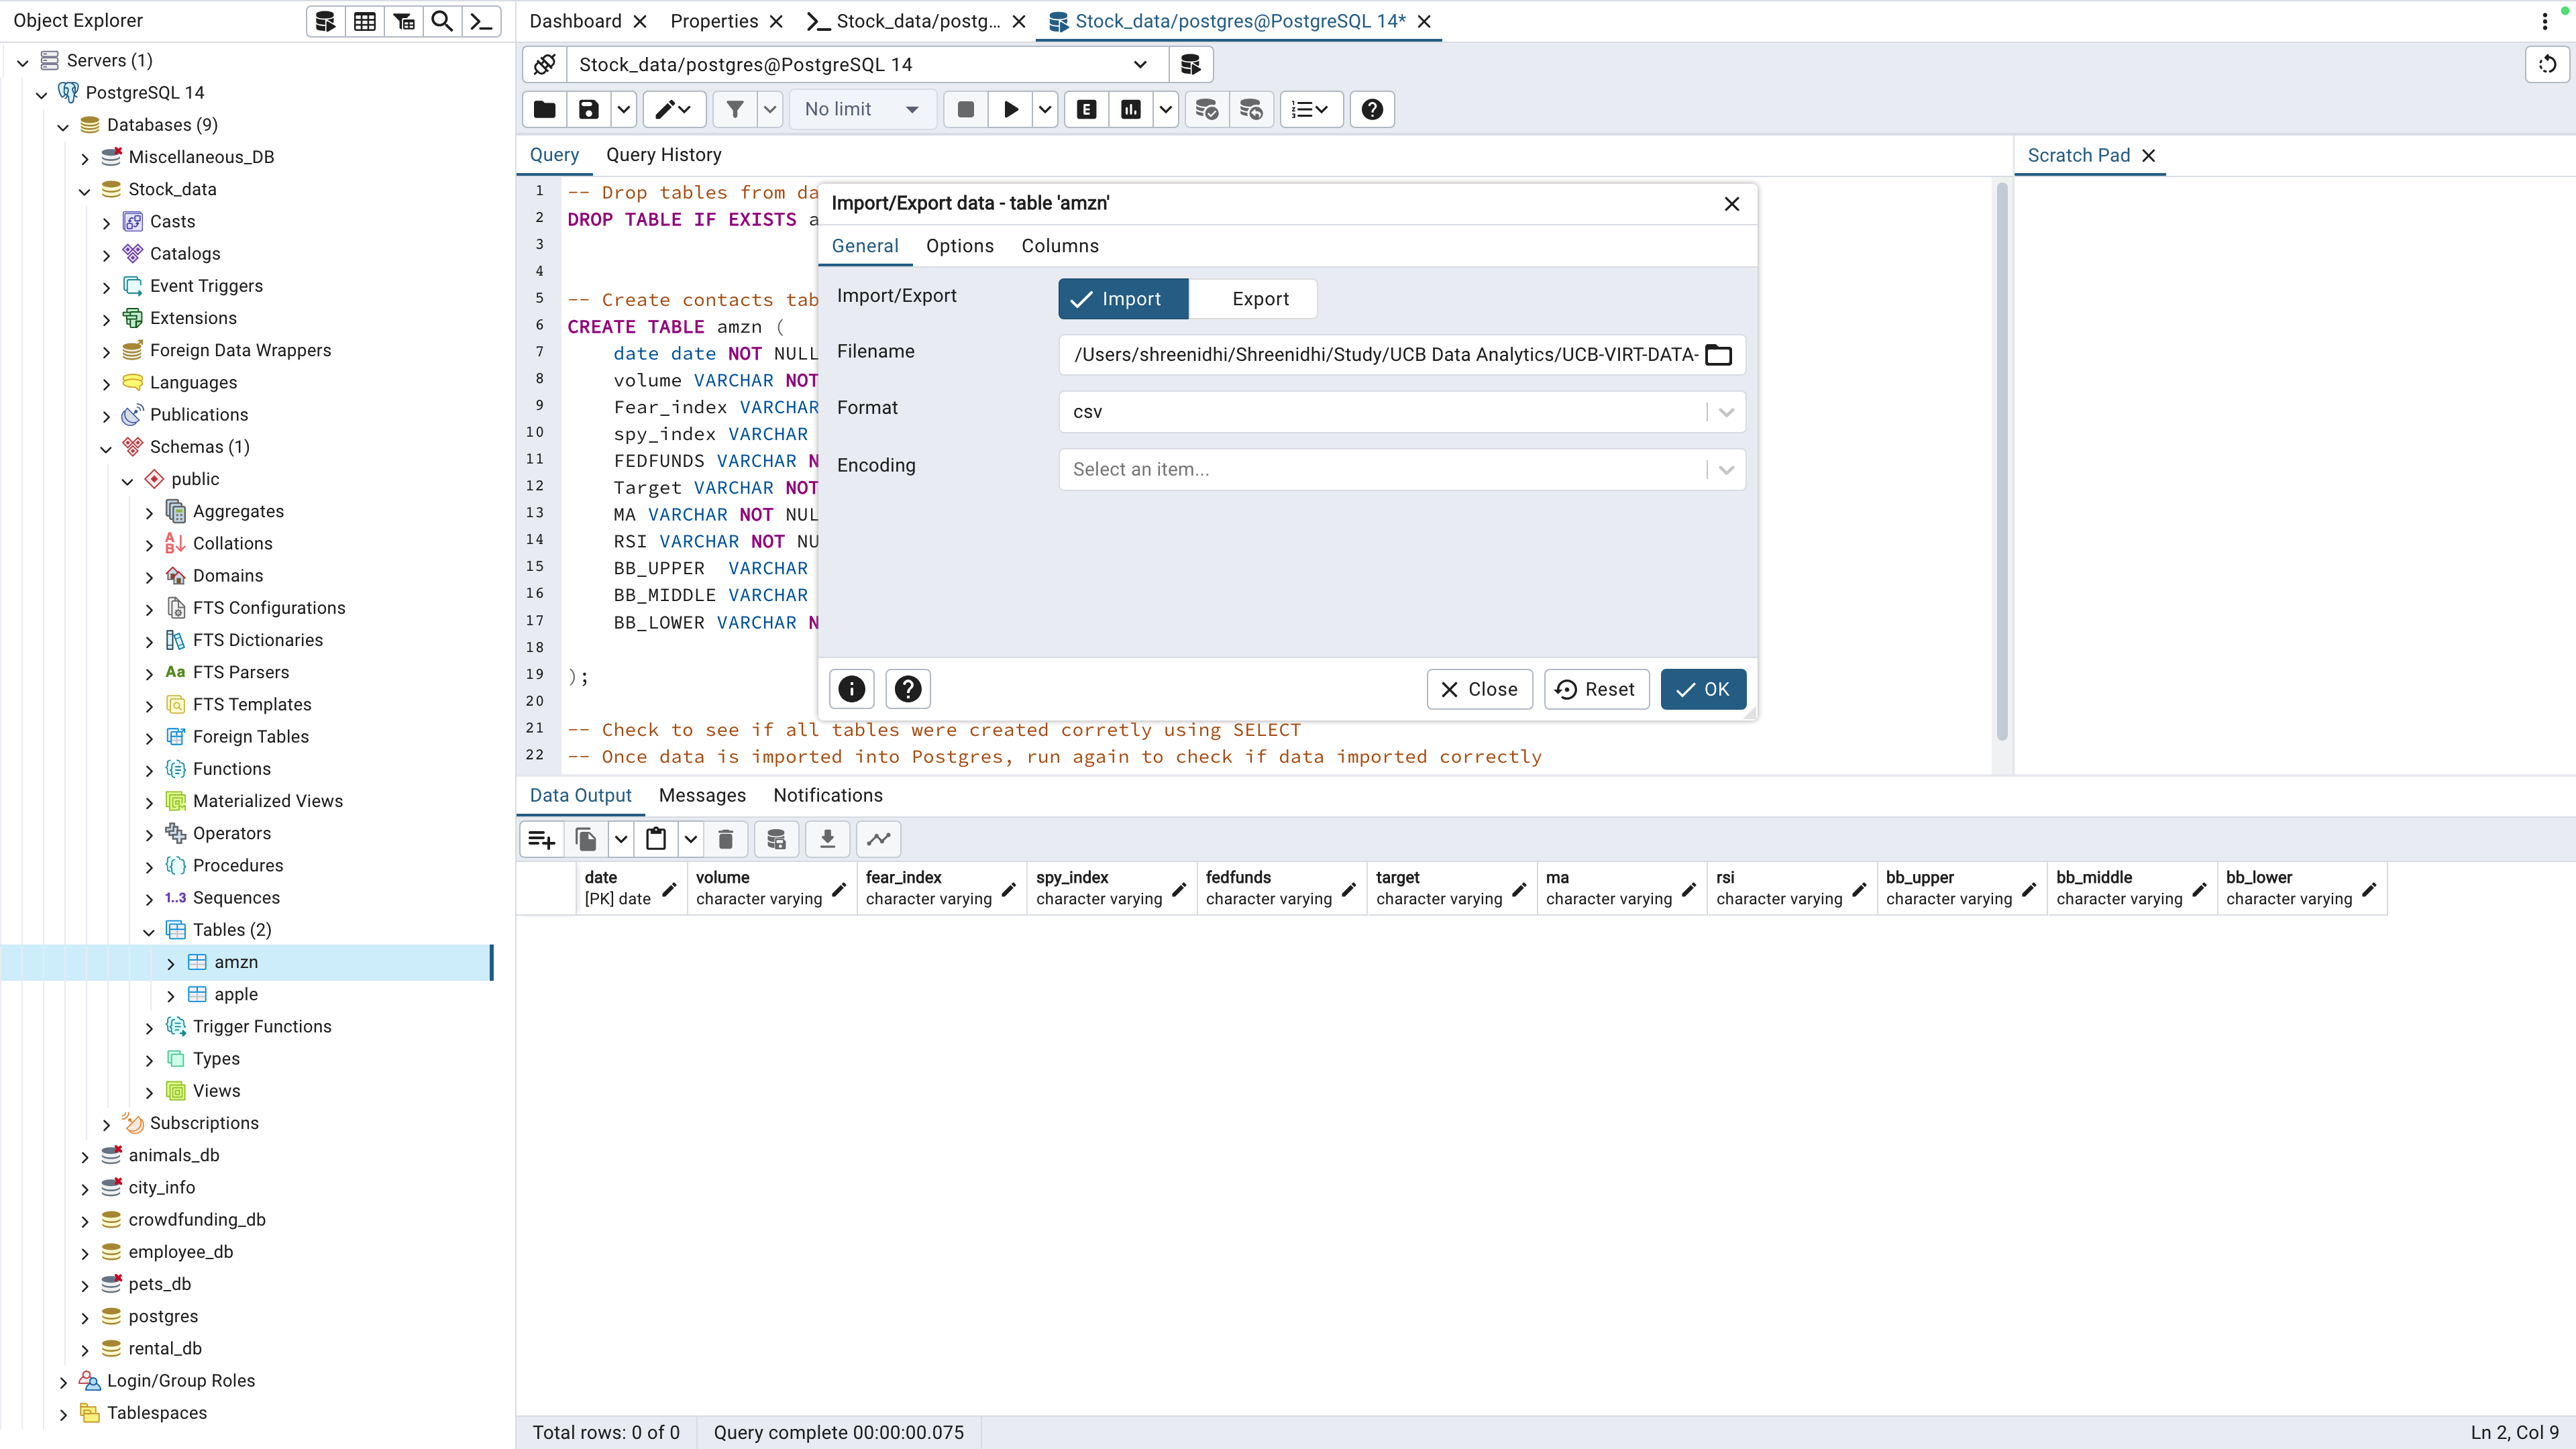 Object Explorer
Servers (1)
PostgreSQL 14
Databases (9)
Miscellaneous_DB
Stock_data
Casts
Catalogs
Event Triggers
Extensions
Foreign Data Wrappers
Languages
Publications
Schemas (1)
public
Aggregates
Collations
Domains
FTS Configurations
FTS Dictionaries
Aa FTS Parsers
FTS Templates
Foreign Tables
Functions
Materialized Views
Operators
Procedures
1..3 Sequences
Tables (2)
amzn
apple
Trigger Functions
Types
Views
Subscriptions
animals_db
city_info
crowdfunding_db
employee_db
pets_db
postgres
rental_db
Login/Group Roles
Tablespaces
Dashboard Properties Stock_data/postg... Stock_data/postgres@PostgreSQL 14*
Stock_data/postgres@PostgreSQL 14
No limit E
Query Query History
Scratch Pad
1 -- Drop tables from da
2 DROP TABLE IF EXISTS a
3
4
5 -- Create contacts tab
6 CREATE TABLE amzn (
7 date date NOT NULL
8 volume VARCHAR NOT
9 Fear_index VARCHAR
10 spy_index VARCHAR
11 FEDFUNDS VARCHAR N
12 Target VARCHAR NOT
13 MA VARCHAR NOT NUL
14 RSI VARCHAR NOT NU
15 BB_UPPER VARCHAR
16 BB_MIDDLE VARCHAR
17 BB_LOWER VARCHAR N
18
19 );
20
21 -- Check to see if all tables were created corretly using SELECT
22 -- Once data is imported into Postgres, run again to check if data imported correctly
Import/Export data - table 'amzn'
General Options Columns
Import/Export Import Export
Filename /Users/shreenidhi/Shreenidhi/Study/UCB Data Analytics/UCB-VIRT-DATA-
Format csv
Encoding Select an item...
Close Reset OK
Data Output Messages Notifications
date volume fear_index spy_index fedfunds target ma rsi bb_upper bb_middle bb_lower
[PK] date character varying character varying character varying character varying character varying character varying character varying character varying character varying character varying
Total rows: 0 of 0 Query complete 00:00:00.075 Ln 2, Col 9